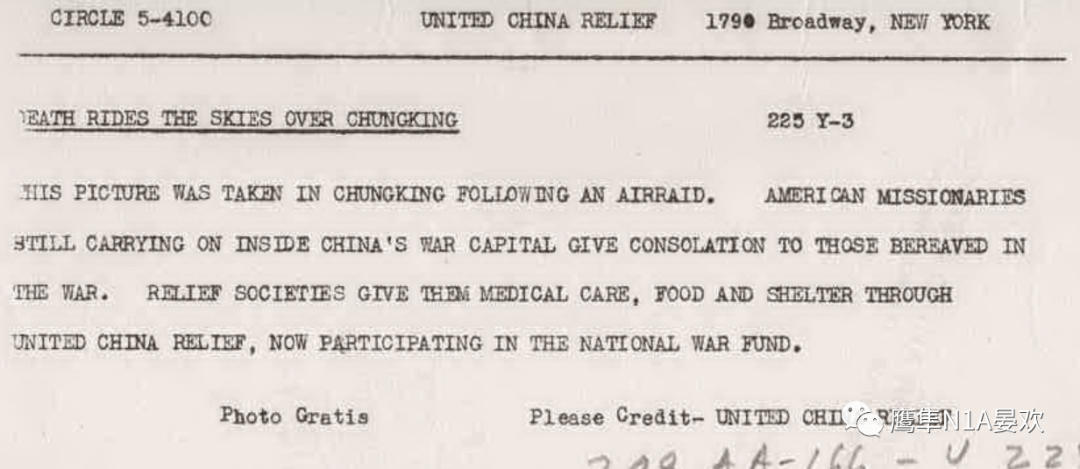 CIRCLE 5-4100 UNITED CHINA RELIEF 1790 Broadway, NEW YORK
DEATH RIDES THE SKIES OVER CHUNGKING 225 Y-3
THIS PICTURE WAS TAKEN IN CHUNGKING FOLLOWING AN AIRRAID. AMERICAN MISSIONARIES
STILL CARRYING ON INSIDE CHINA'S WAR CAPITAL GIVE CONSOLATION TO THOSE BEREAVED IN
THE WAR. RELIEF SOCIETIES GIVE THEM MEDICAL CARE, FOOD AND SHELTER THROUGH
UNITED CHINA RELIEF, NOW PARTICIPATING IN THE NATIONAL WAR FUND.
Photo Gratis Please Credit- UNITED
鹰隼N1A晏欢